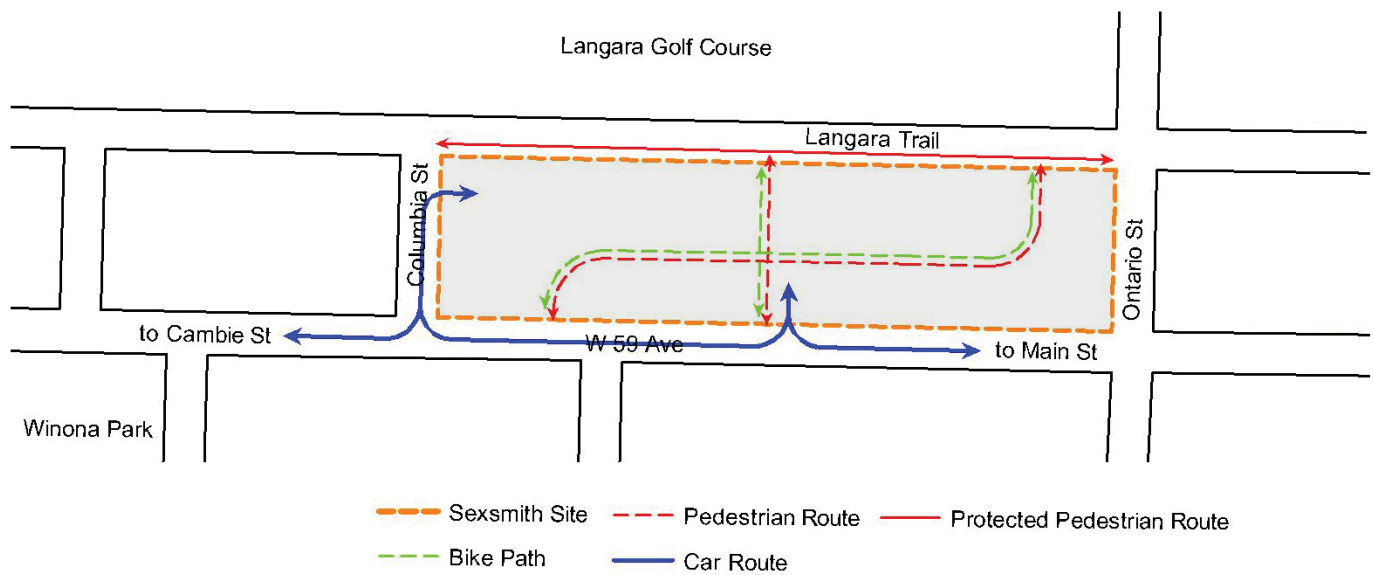 Langara Golf Course
Langara Trail
Columbia St
Ontario St
to Cambie St
W 59 Ave
to Main St
Winona Park
Sexsmith Site
Pedestrian Route
Protected Pedestrian Route
Bike Path
Car Route